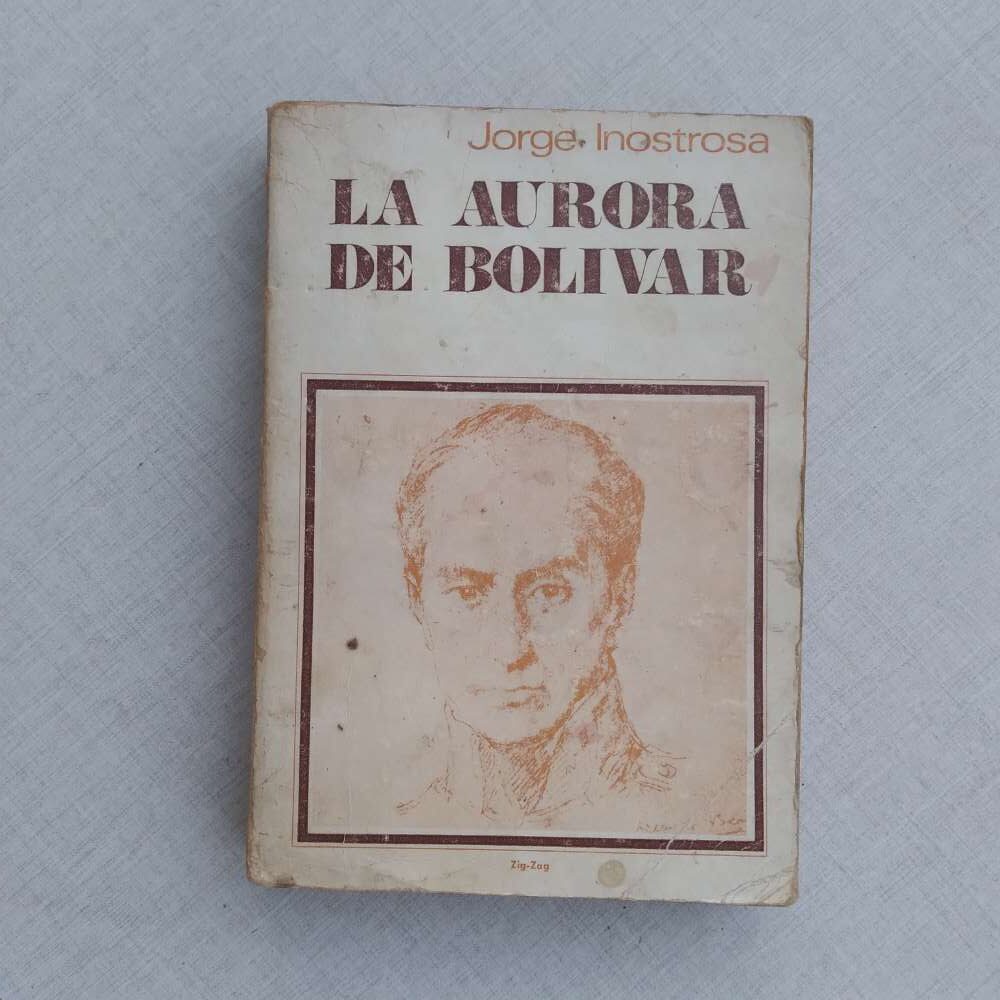 Jorge Inostrosa
LA AURORA
DE BOLIVAR
Zig-Zag